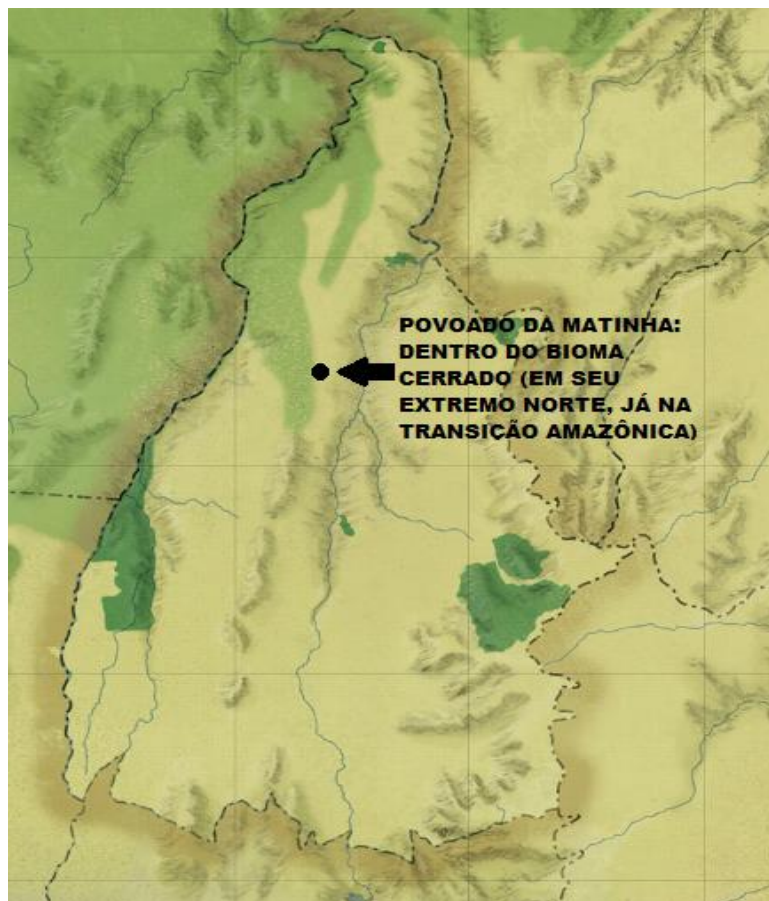 POVOADO DA MATINHA:
DENTRO DO BIOMA
CERRADO (EM SEU
EXTREMO NORTE, JÁ NA
TRANSIÇÃO AMAZÔNICA)